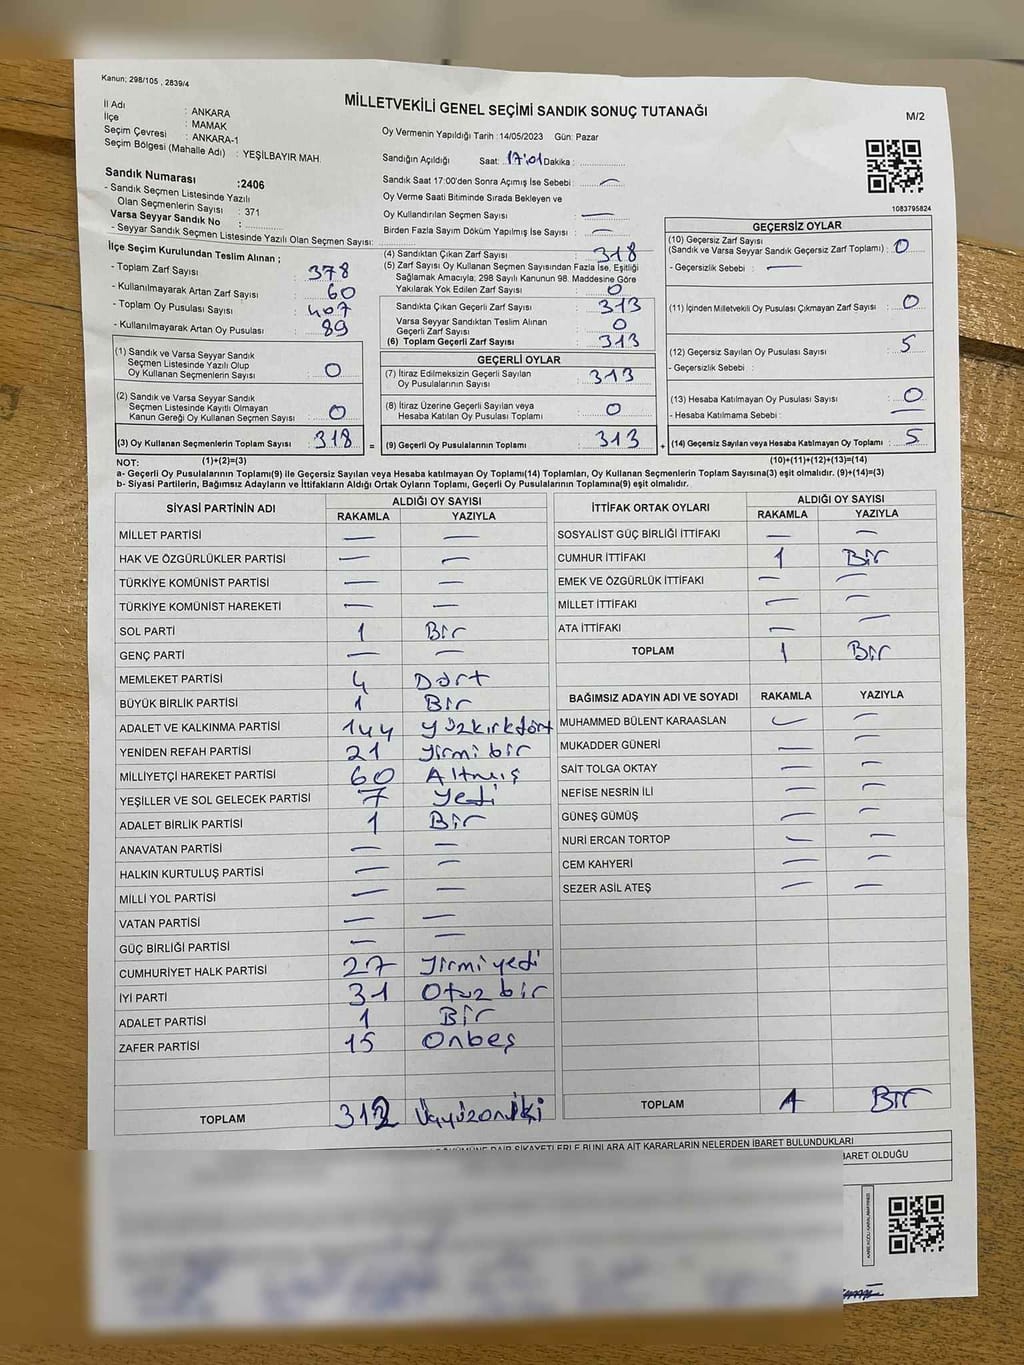 Kanun; 298/105 , 2839/4
MİLLETVEKİLİ GENEL SEÇİMİ SANDIK SONUÇ TUTANAĞI
M/2
İl Adı : ANKARA
İlçe : MAMAK
Seçim Çevresi : ANKARA-1
Seçim Bölgesi (Mahalle Adı) : YEŞİLBAYIR MAH.
Oy Vermenin Yapıldığı Tarih :14/05/2023 Gün: Pazar
Sandığın Açıldığı Saat: 17:01 Dakika :
Sandık Saat 17:00'den Sonra Açımış İse Sebebi : —
Oy Verme Saati Bitiminde Sırada Bekleyen ve
Oy Kullandırılan Seçmen Sayısı : —
Birden Fazla Sayım Döküm Yapılmış İse Sayısı : —
1083795824
Sandık Numarası :2406
- Sandık Seçmen Listesinde Yazılı
Olan Seçmenlerin Sayısı : 371
Varsa Seyyar Sandık No :
- Seyyar Sandık Seçmen Listesinde Yazılı Olan Seçmen Sayısı:
İlçe Seçim Kurulundan Teslim Alınan ;
- Toplam Zarf Sayısı : 378
- Kullanılmayarak Artan Zarf Sayısı : 60
- Toplam Oy Pusulası Sayısı : 407
- Kullanılmayarak Artan Oy Pusulası : 89
(1) Sandık ve Varsa Seyyar Sandık
Seçmen Listesinde Yazılı Olup
Oy Kullanan Seçmenlerin Sayısı : 0
(2) Sandık ve Varsa Seyyar Sandık
Seçmen Listesinde Kayıtlı Olmayan
Kanun Gereği Oy Kullanan Seçmen Sayısı : 0
(3) Oy Kullanan Seçmenlerin Toplam Sayısı : 318
(1)+(2)=(3)
(4) Sandıktan Çıkan Zarf Sayısı : 318
(5) Zarf Sayısı Oy Kullanan Seçmen Sayısından Fazla İse, Eşitliği
Sağlamak Amacıyla; 298 Sayılı Kanunun 98. Maddesine Göre
Yakılarak Yok Edilen Zarf Sayısı : 0
Sandıkta Çıkan Geçerli Zarf Sayısı : 313
Varsa Seyyar Sandıktan Teslim Alınan
Geçerli Zarf Sayısı : 0
(6) Toplam Geçerli Zarf Sayısı : 313
GEÇERLİ OYLAR
(7) İtiraz Edilmeksizin Geçerli Sayılan
Oy Pusulalarının Sayısı : 313
(8) İtiraz Üzerine Geçerli Sayılan veya
Hesaba Katılan Oy Pusulası Toplamı : 0
= (9) Geçerli Oy Pusulalarının Toplamı : 313
GEÇERSİZ OYLAR
(10) Geçersiz Zarf Sayısı
(Sandık ve Varsa Seyyar Sandık Geçersiz Zarf Toplamı) : 0
- Geçersizlik Sebebi : —
(11) İçinden Milletvekili Oy Pusulası Çıkmayan Zarf Sayısı : 0
(12) Geçersiz Sayılan Oy Pusulası Sayısı : 5
- Geçersizlik Sebebi :
(13) Hesaba Katılmayan Oy Pusulası Sayısı : 0
- Hesaba Katılmama Sebebi : —
+ (14) Geçersiz Sayılan veya Hesaba Katılmayan Oy Toplamı : 5
(10)+(11)+(12)+(13)=(14)
NOT:
a- Geçerli Oy Pusulalarının Toplamı(9) ile Geçersiz Sayılan veya Hesaba katılmayan Oy Toplamı(14) Toplamları, Oy Kullanan Seçmenlerin Toplam Sayısına(3) eşit olmalıdır. (9)+(14)=(3)
b- Siyasi Partilerin, Bağımsız Adayların ve İttifakların Aldığı Ortak Oyların Toplamı, Geçerli Oy Pusulalarının Toplamına(9) eşit olmalıdır.
SİYASİ PARTİNİN ADI ALDIĞI OY SAYISI
RAKAMLA YAZIYLA
MİLLET PARTİSİ — —
HAK VE ÖZGÜRLÜKLER PARTİSİ — —
TÜRKİYE KOMÜNİST PARTİSİ — —
TÜRKİYE KOMÜNİST HAREKETİ — —
SOL PARTİ 1 Bir
GENÇ PARTİ — —
MEMLEKET PARTİSİ 4 Dört
BÜYÜK BİRLİK PARTİSİ 1 Bir
ADALET VE KALKINMA PARTİSİ 144 Yüzkırkdört
YENİDEN REFAH PARTİSİ 21 Yirmi bir
MİLLİYETÇİ HAREKET PARTİSİ 60 Altmış
YEŞİLLER VE SOL GELECEK PARTİSİ 7 Yedi
ADALET BİRLİK PARTİSİ 1 Bir
ANAVATAN PARTİSİ — —
HALKIN KURTULUŞ PARTİSİ — —
MİLLİ YOL PARTİSİ — —
VATAN PARTİSİ — —
GÜÇ BİRLİĞİ PARTİSİ — —
CUMHURİYET HALK PARTİSİ 27 Yirmi yedi
İYİ PARTİ 31 Otuz bir
ADALET PARTİSİ 1 Bir
ZAFER PARTİSİ 15 Onbeş
TOPLAM 312 Üçyüzoniki
İTTİFAK ORTAK OYLARI ALDIĞI OY SAYISI
RAKAMLA YAZIYLA
SOSYALİST GÜÇ BİRLİĞİ İTTİFAKI — —
CUMHUR İTTİFAKI 1 Bir
EMEK VE ÖZGÜRLÜK İTTİFAKI — —
MİLLET İTTİFAKI — —
ATA İTTİFAKI — —
TOPLAM 1 Bir
BAĞIMSIZ ADAYIN ADI VE SOYADI RAKAMLA YAZIYLA
MUHAMMED BÜLENT KARAASLAN — —
MUKADDER GÜNERİ — —
SAİT TOLGA OKTAY — —
NEFİSE NESRİN İLİ — —
GÜNEŞ GÜMÜŞ — —
NURİ ERCAN TORTOP — —
CEM KAHYERİ — —
SEZER ASİL ATEŞ — —
TOPLAM 1 Bir
DAİR ŞİKAYETLERLE BUNLARA AİT KARARLARIN NELERDEN İBARET BULUNDUKLARI
İBARET OLDUĞU